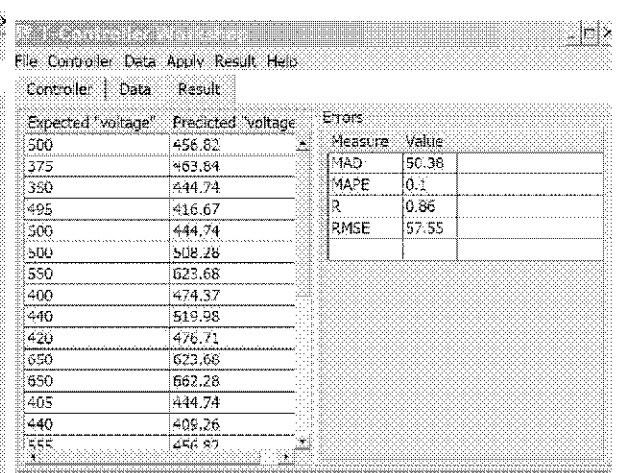 File Controller Data Apply Result Help
Controller Data Result
Expected "voltage" Predicted "voltage
500 456.82
375 463.84
350 444.74
495 416.67
500 444.74
500 508.28
550 623.68
400 474.37
440 519.98
420 476.71
650 623.68
650 662.28
405 444.74
440 409.26
555 456.82
Errors
Measure Value
MAD 50.38
MAPE 0.1
R 0.86
RMSE 57.55